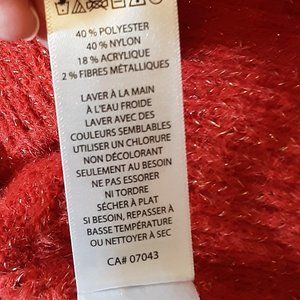 40 % POLYESTER
40 % NYLON
18 % ACRYLIQUE
2 % FIBRES MÉTALLIQUES
LAVER À LA MAIN
À L'EAU FROIDE
LAVER AVEC DES
COULEURS SEMBLABLES
UTILISER UN CHLORURE
NON DÉCOLORANT
SEULEMENT AU BESOIN
NE PAS ESSORER
NI TORDRE
SÉCHER À PLAT
SI BESOIN, REPASSER À
BASSE TEMPÉRATURE
OU NETTOYER À SEC
CA# 07043